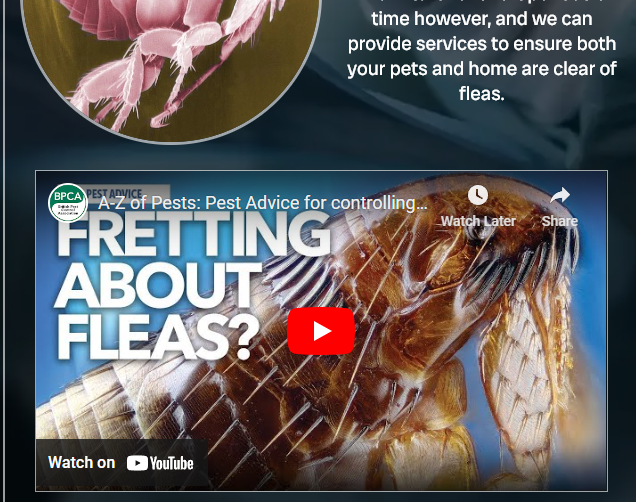 time however, and we can
provide services to ensure both
your pets and home are clear of
fleas.
BPCA
PEST ADVICE
A-Z of Pests: Pest Advice for controlling...
Watch Later
Share
FRETTING
ABOUT
FLEAS?
Watch on YouTube